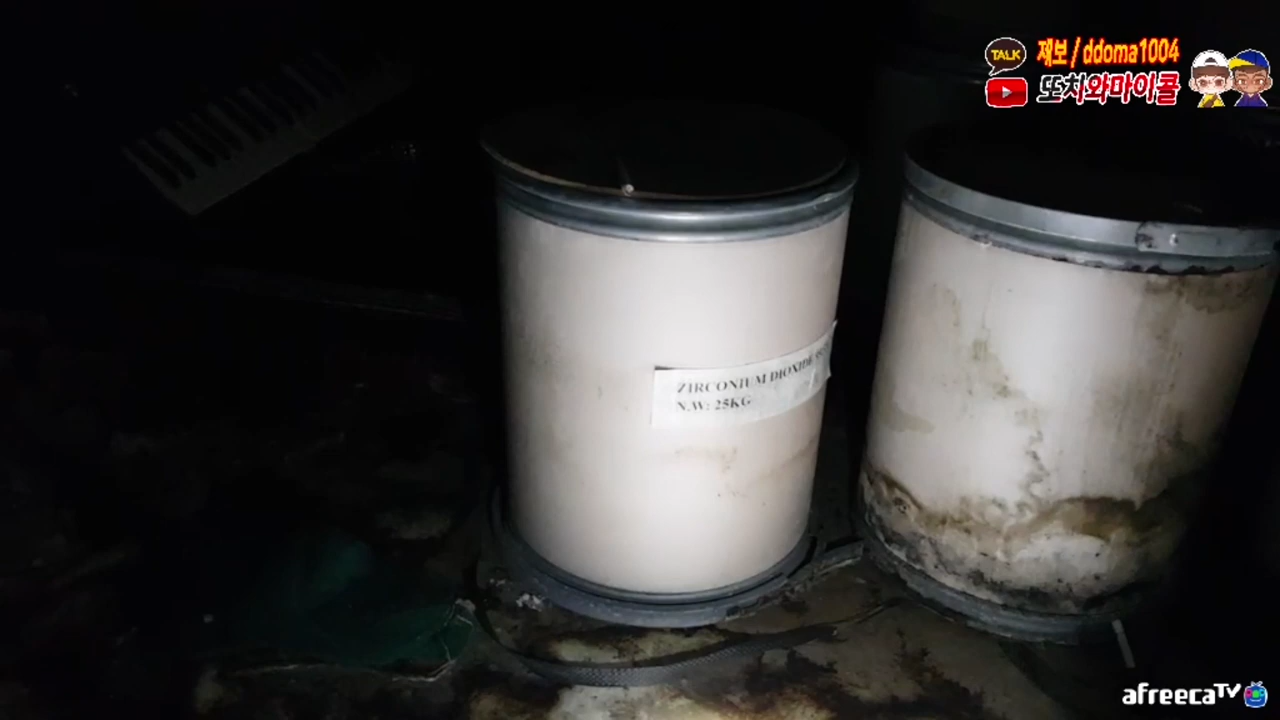 TALK 제보 / ddoma1004
또치와마이콜
ZIRCONIUM DIOXIDE
N.W: 25KG
afreecaTV